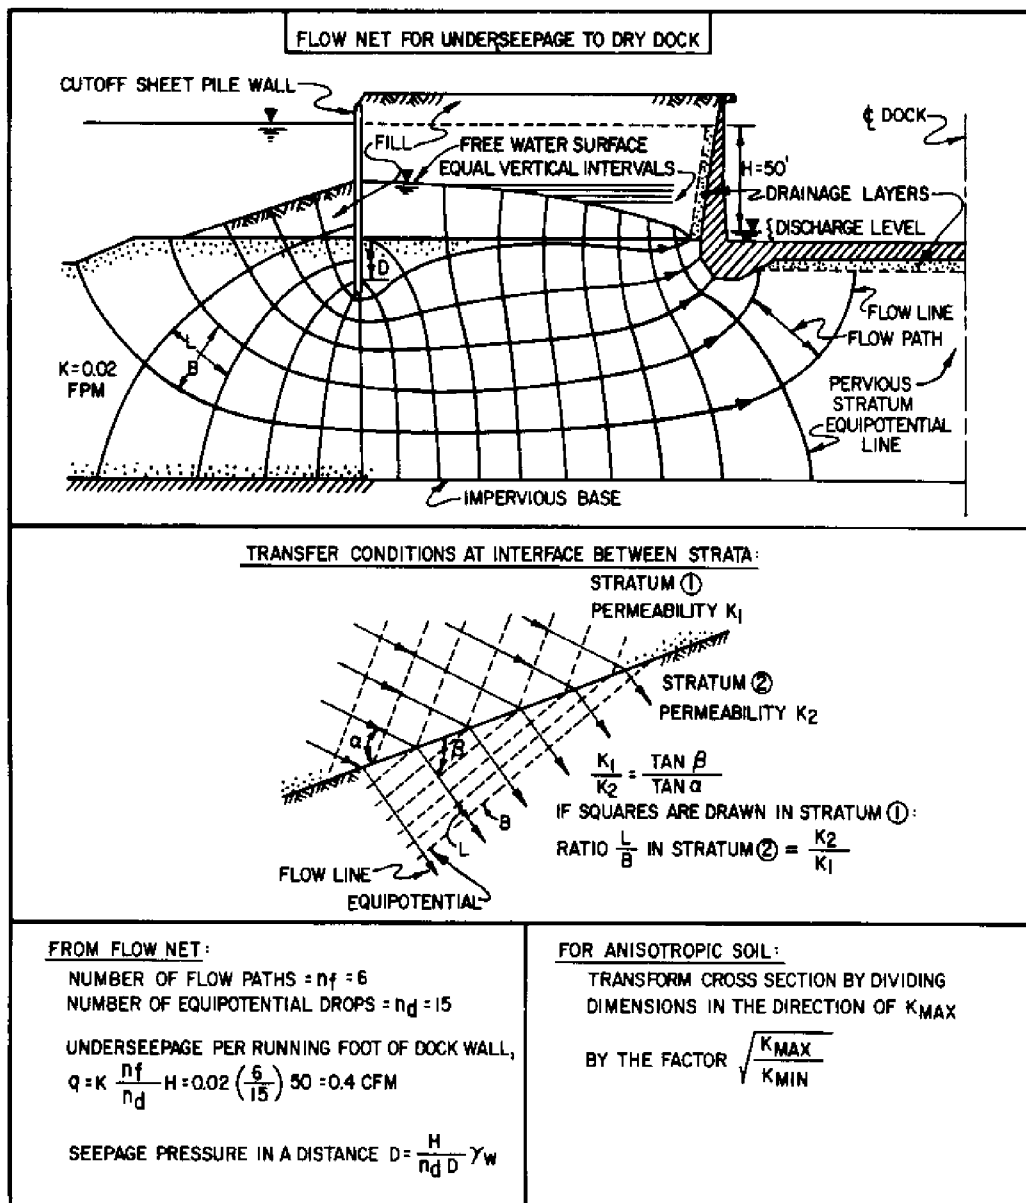 FLOW NET FOR UNDERSEEPAGE TO DRY DOCK
CUTOFF SHEET PILE WALL
℄ DOCK
FILL
FREE WATER SURFACE
EQUAL VERTICAL INTERVALS
H=50'
DRAINAGE LAYERS
DISCHARGE LEVEL
D
FLOW LINE
FLOW PATH
L
B
K=0.02
FPM
PERVIOUS
STRATUM
EQUIPOTENTIAL
LINE
IMPERVIOUS BASE
TRANSFER CONDITIONS AT INTERFACE BETWEEN STRATA:
STRATUM ①
PERMEABILITY K₁
STRATUM ②
PERMEABILITY K₂
α
β
K₁/K₂ = TAN β/TAN α
B
L
IF SQUARES ARE DRAWN IN STRATUM ①:
RATIO L/B IN STRATUM ② = K₂/K₁
FLOW LINE
EQUIPOTENTIAL
FROM FLOW NET:
NUMBER OF FLOW PATHS = nf = 6
NUMBER OF EQUIPOTENTIAL DROPS = nd = 15
UNDERSEEPAGE PER RUNNING FOOT OF DOCK WALL,
q = K nf/nd H = 0.02 (6/15) 50 = 0.4 CFM
SEEPAGE PRESSURE IN A DISTANCE D = H/nd D γw
FOR ANISOTROPIC SOIL:
TRANSFORM CROSS SECTION BY DIVIDING
DIMENSIONS IN THE DIRECTION OF KMAX
BY THE FACTOR √KMAX/KMIN